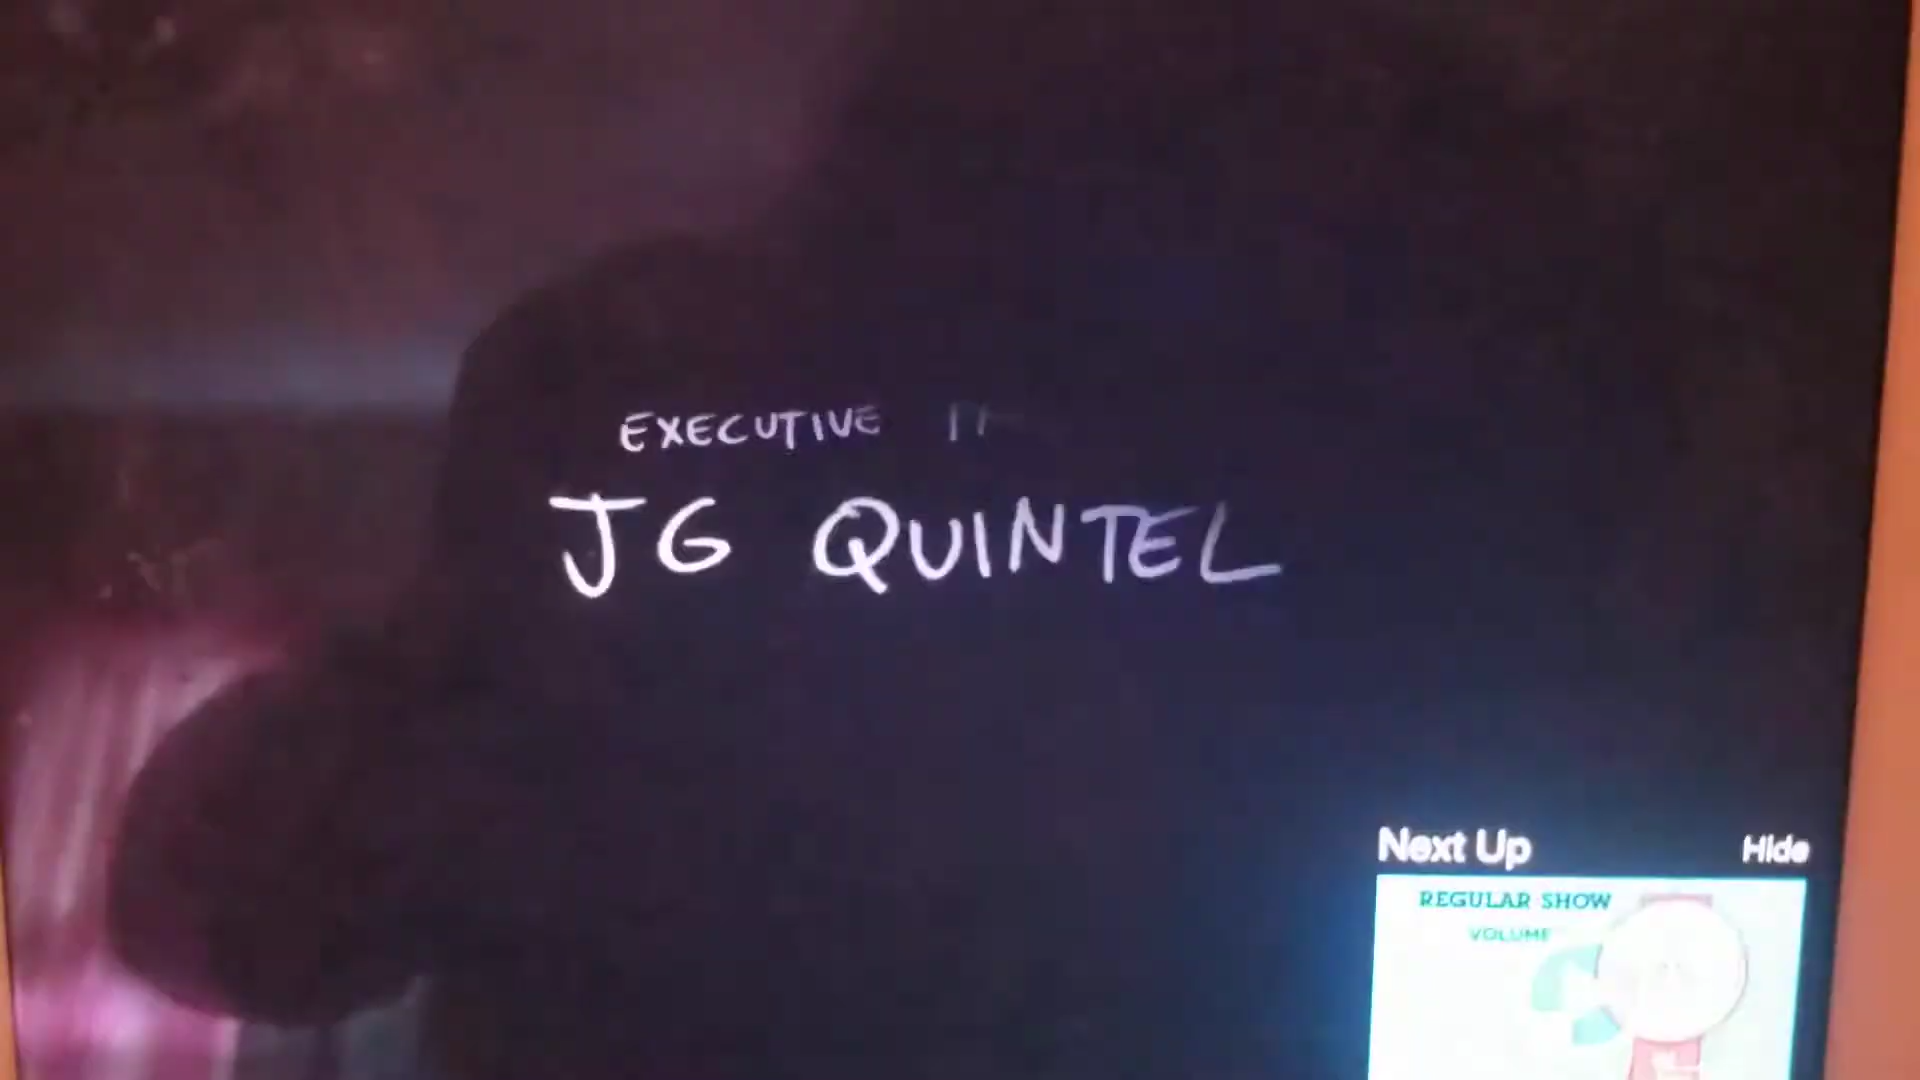 EXECUTIVE
JG QUINTEL
Next Up
Hide
REGULAR SHOW
VOLUME